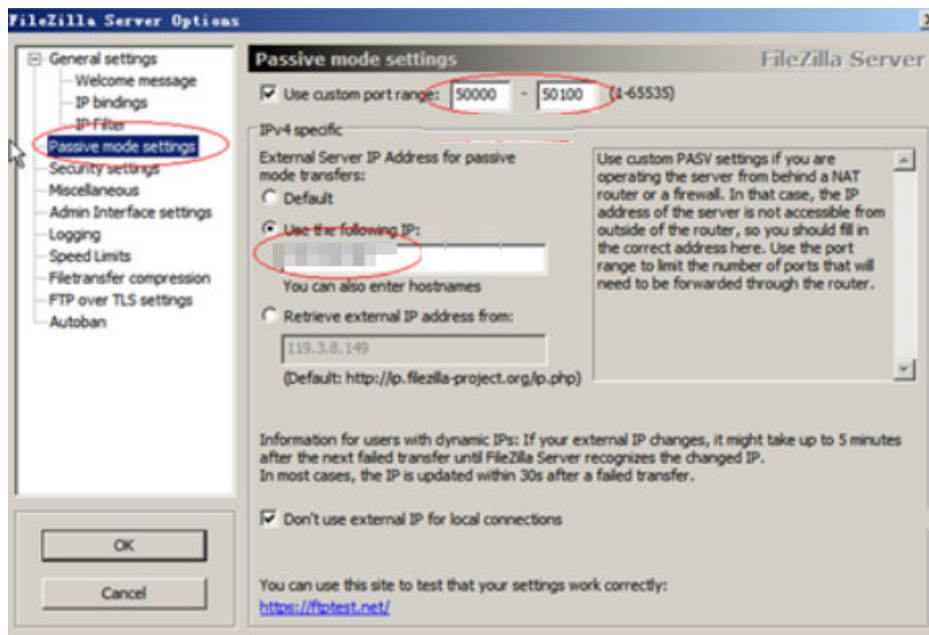 FileZilla Server Options
General settings
Welcome message
IP bindings
IP Filter
Passive mode settings
Security settings
Miscellaneous
Admin Interface settings
Logging
Speed Limits
Filetransfer compression
FTP over TLS settings
Autoban
OK
Cancel
Passive mode settings
FileZilla Server
Use custom port range: 50000 - 50100 (1-65535)
IPv4 specific
External Server IP Address for passive
mode transfers:
Default
Use the following IP:
You can also enter hostnames
Retrieve external IP address from:
119.3.8.149
(Default: http://ip.filezilla-project.org/ip.php)
Use custom PASV settings if you are
operating the server from behind a NAT
router or a firewall. In that case, the IP
address of the server is not accessible from
outside of the router, so you should fill in
the correct address here. Use the port
range to limit the number of ports that will
need to be forwarded through the router.
Information for users with dynamic IPs: If your external IP changes, it might take up to 5 minutes
after the next failed transfer until FileZilla Server recognizes the changed IP.
In most cases, the IP is updated within 30s after a failed transfer.
Don't use external IP for local connections
You can use this site to test that your settings work correctly:
https://ftptest.net/